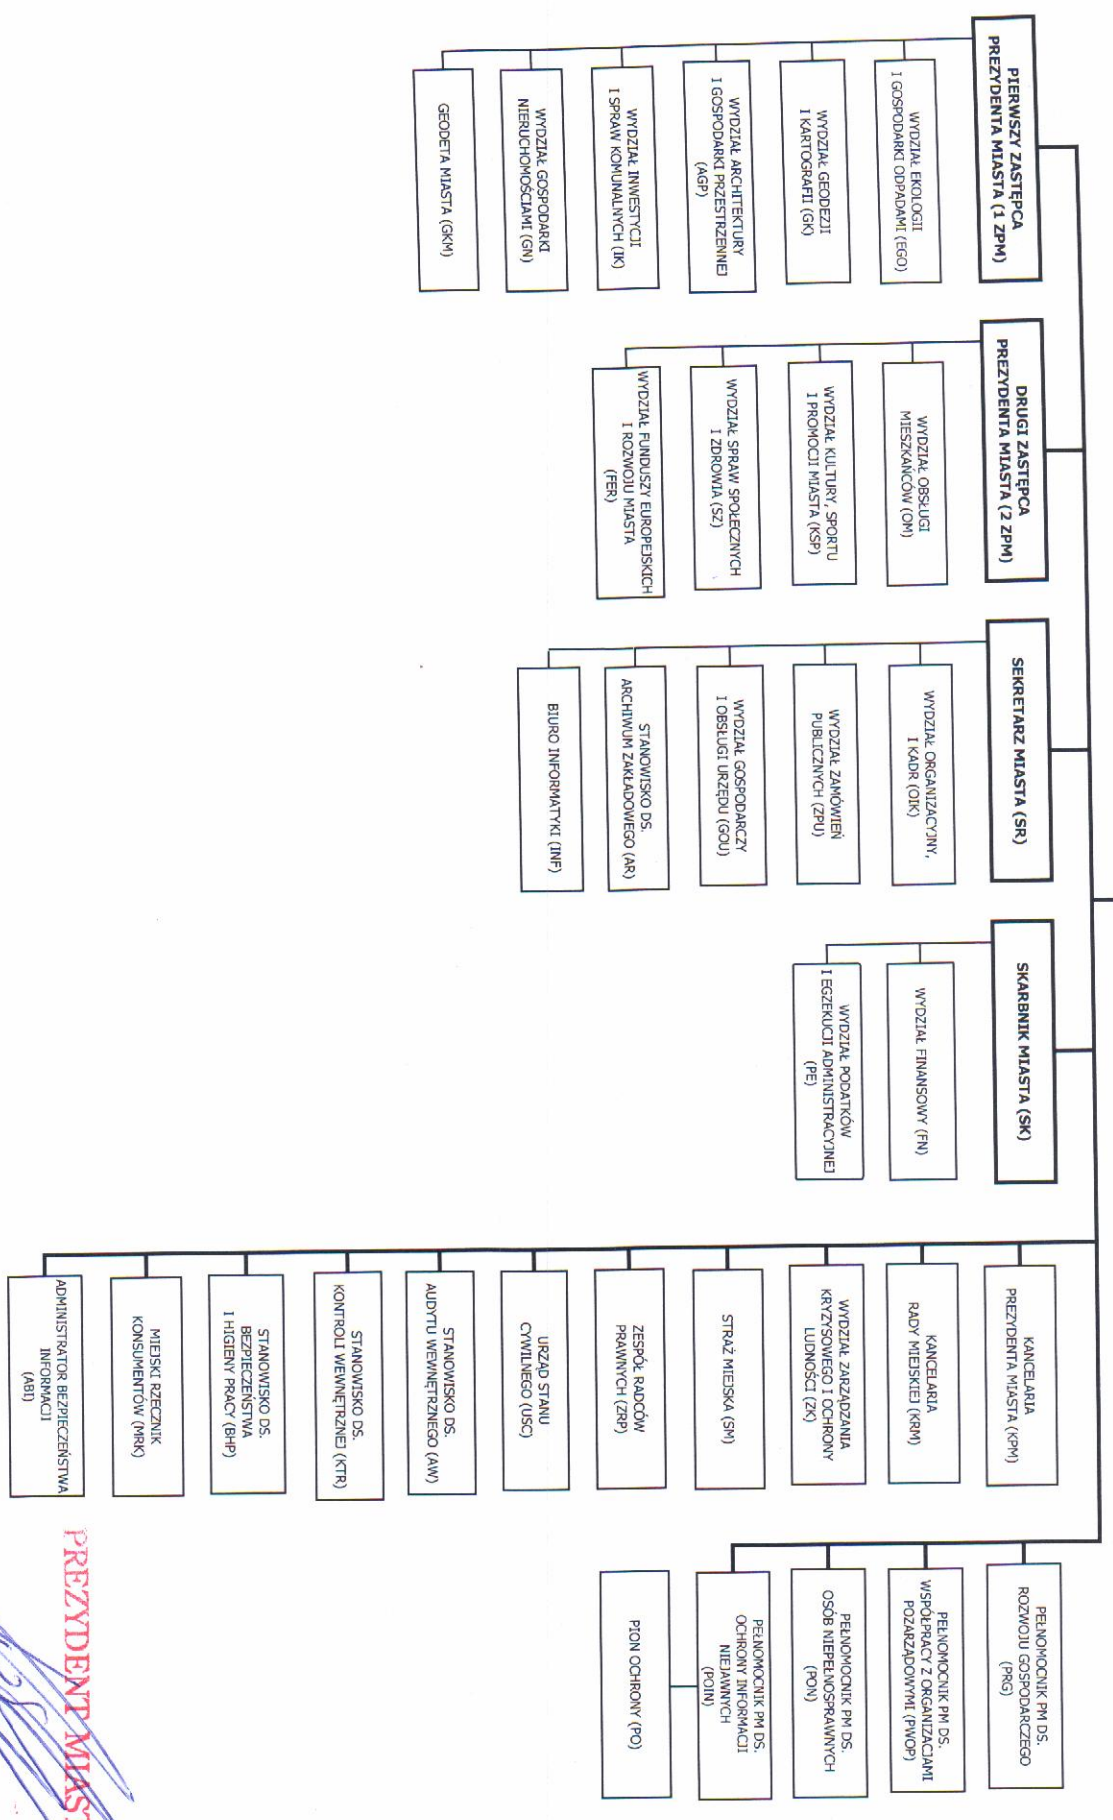 PIERWSZY ZASTĘPCA
PREZYDENTA MIASTA (1 ZPM)
WYDZIAŁ EKOLOGII
I GOSPODARKI ODPADAMI (EGO)
WYDZIAŁ GEODEZJI
I KARTOGRAFII (GK)
WYDZIAŁ ARCHITEKTURY
I GOSPODARKI PRZESTRZENNEJ
(AGP)
WYDZIAŁ INWESTYCJI
I SPRAW KOMUNALNYCH (IK)
WYDZIAŁ GOSPODARKI
NIERUCHOMOŚCIAMI (GN)
GEODETA MIASTA (GKM)
DRUGI ZASTĘPCA
PREZYDENTA MIASTA (2 ZPM)
WYDZIAŁ OBSŁUGI
MIESZKAŃCÓW (OM)
WYDZIAŁ KULTURY, SPORTU
I PROMOCJI MIASTA (KSP)
WYDZIAŁ SPRAW SPOŁECZNYCH
I ZDROWIA (SZ)
WYDZIAŁ FUNDUSZY EUROPEJSKICH
I ROZWOJU MIASTA
(FER)
SEKRETARZ MIASTA (SR)
WYDZIAŁ ORGANIZACYJNY,
I KADR (OIK)
WYDZIAŁ ZAMÓWIEŃ
PUBLICZNYCH (ZPU)
WYDZIAŁ GOSPODARCZY
I OBSŁUGI URZĘDU (GOU)
STANOWISKO DS.
ARCHIWUM ZAKŁADOWEGO (AR)
BIURO INFORMATYKI (INF)
SKARBNIK MIASTA (SK)
WYDZIAŁ FINANSOWY (FN)
WYDZIAŁ PODATKÓW
I EGZEKUCJI ADMINISTRACYJNEJ
(PE)
KANCELARIA
PREZYDENTA MIASTA (KPM)
KANCELARIA
RADY MIEJSKIEJ (KRM)
WYDZIAŁ ZARZĄDZANIA
KRYZYSOWEGO I OCHRONY
LUDNOŚCI (ZK)
STRAŻ MIEJSKA (SM)
ZESPÓŁ RADCÓW
PRAWNYCH (ZRP)
URZĄD STANU
CYWILNEGO (USC)
STANOWISKO DS.
AUDYTU WEWNĘTRZNEGO (AW)
STANOWISKO DS.
KONTROLI WEWNĘTRZNEJ (KTR)
STANOWISKO DS.
BEZPIECZEŃSTWA
I HIGIENY PRACY (BHP)
MIEJSKI RZECZNIK
KONSUMENTÓW (MRK)
ADMINISTRATOR BEZPIECZEŃSTWA
INFORMACJI
(ABI)
PEŁNOMOCNIK PM DS.
ROZWOJU GOSPODARCZEGO
(PRG)
PEŁNOMOCNIK PM DS.
WSPÓŁPRACY Z ORGANIZACJAMI
POZARZĄDOWYMI (PWOP)
PEŁNOMOCNIK PM DS.
OSÓB NIEPEŁNOSPRAWNYCH
(PON)
PEŁNOMOCNIK PM DS.
OCHRONY INFORMACJI
NIEJAWNYCH
(POIN)
PION OCHRONY (PO)
PREZYDENT MIAST